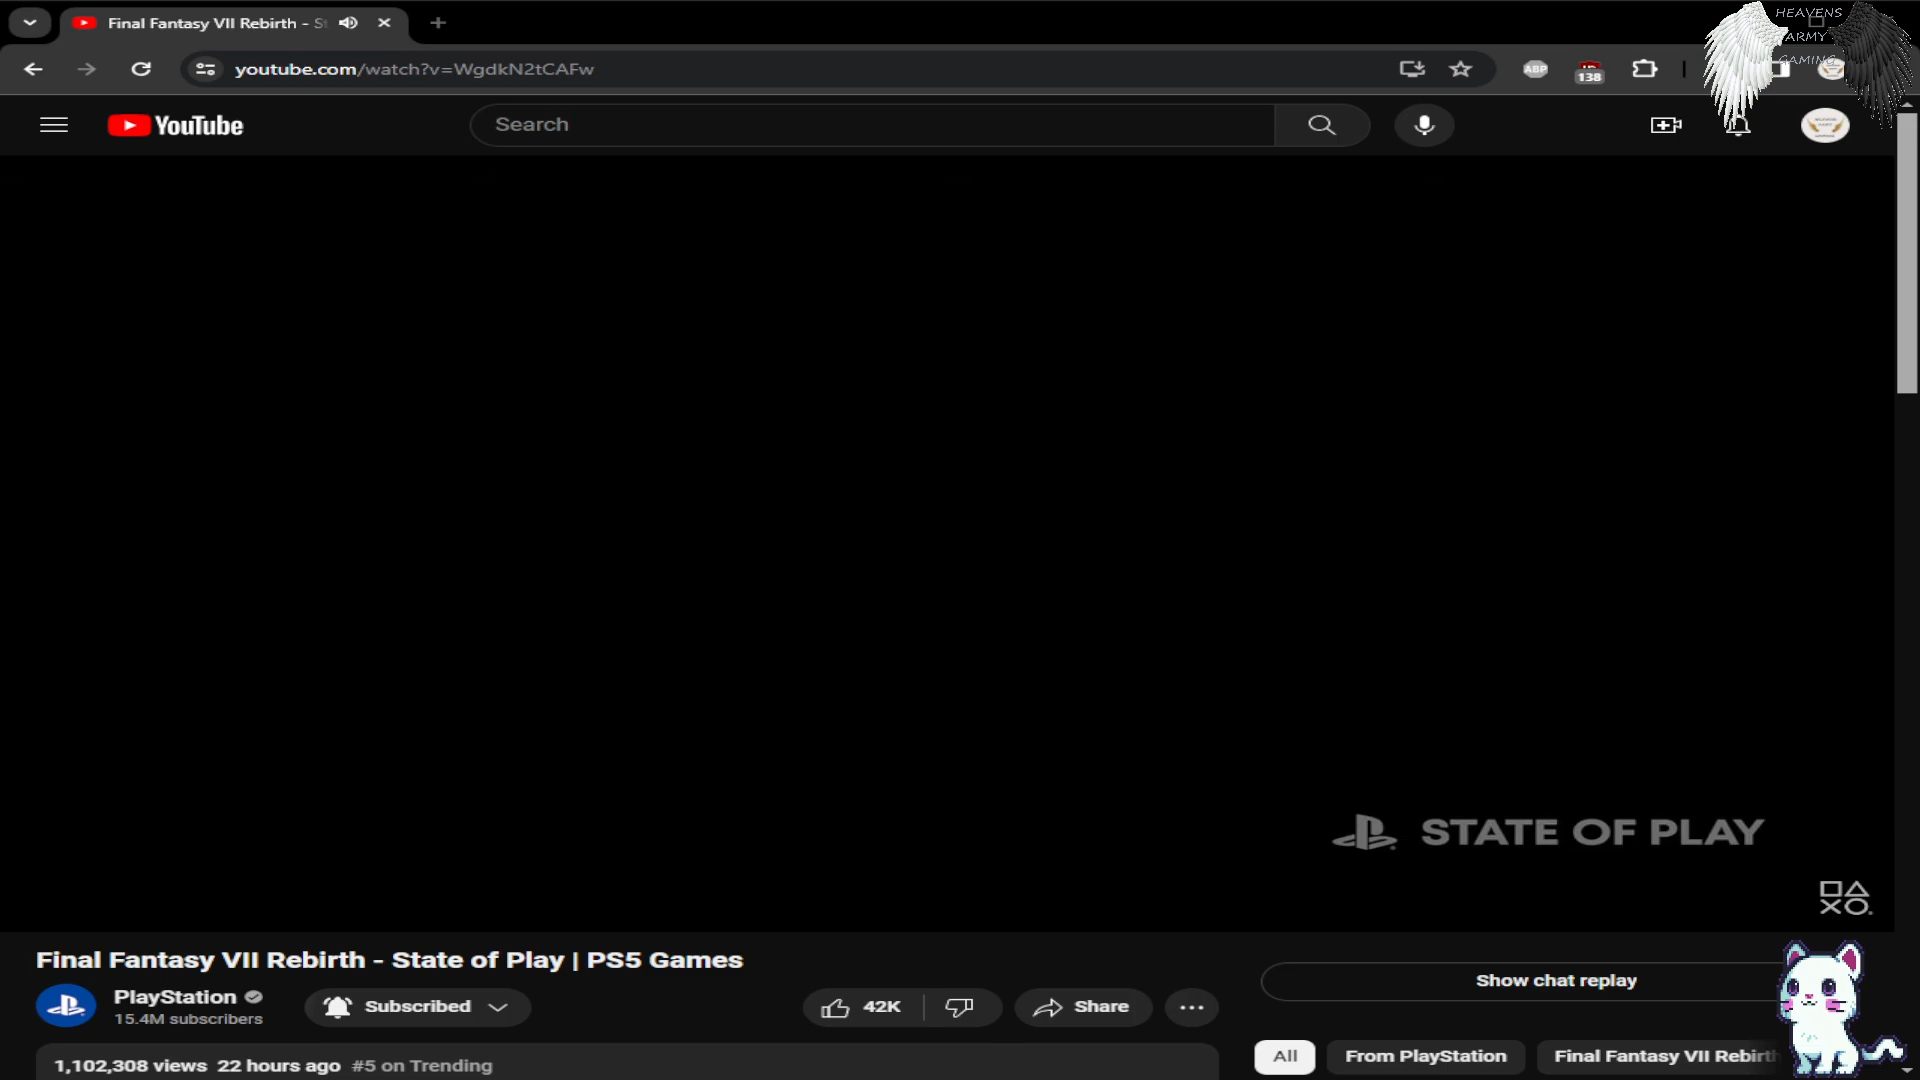 Final Fantasy VII Rebirth - St
HEAVENS
ARMY
GAMING
youtube.com/watch?v=WgdkN2tCAFw
ABP
138
YouTube
Search
STATE OF PLAY
Final Fantasy VII Rebirth - State of Play | PS5 Games
PlayStation
15.4M subscribers
Subscribed
42K
Share
Show chat replay
1,102,308 views 22 hours ago #5 on Trending
All
From PlayStation
Final Fantasy VII Rebirth